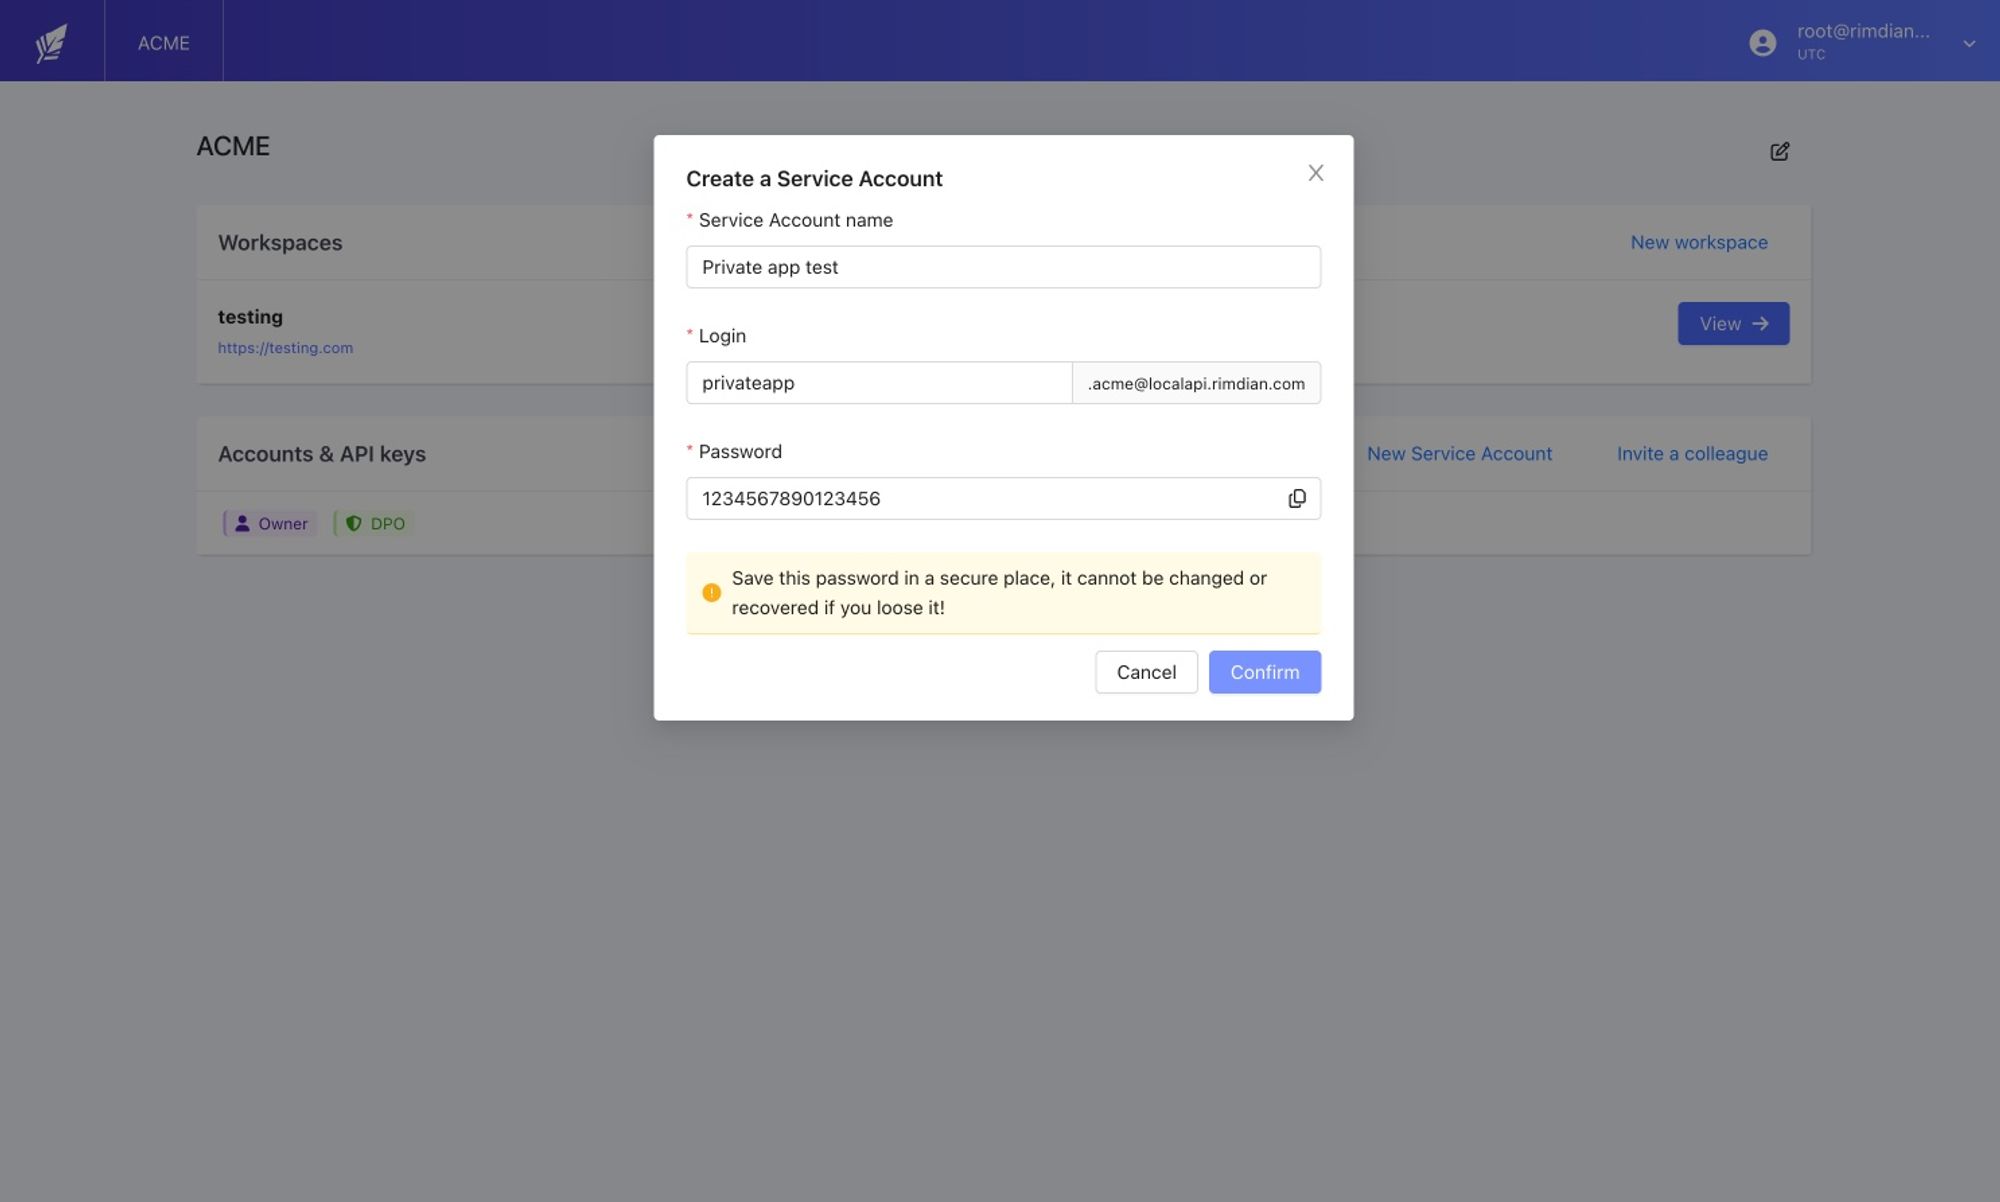 ACME
root@rimdian...
UTC
ACME
Workspaces
New workspace
testing
https://testing.com
View
Accounts & API keys
New Service Account
Invite a colleague
Owner
DPO
Create a Service Account
* Service Account name
Private app test
* Login
privateapp
.acme@localapi.rimdian.com
* Password
1234567890123456
Save this password in a secure place, it cannot be changed or
recovered if you loose it!
Cancel
Confirm